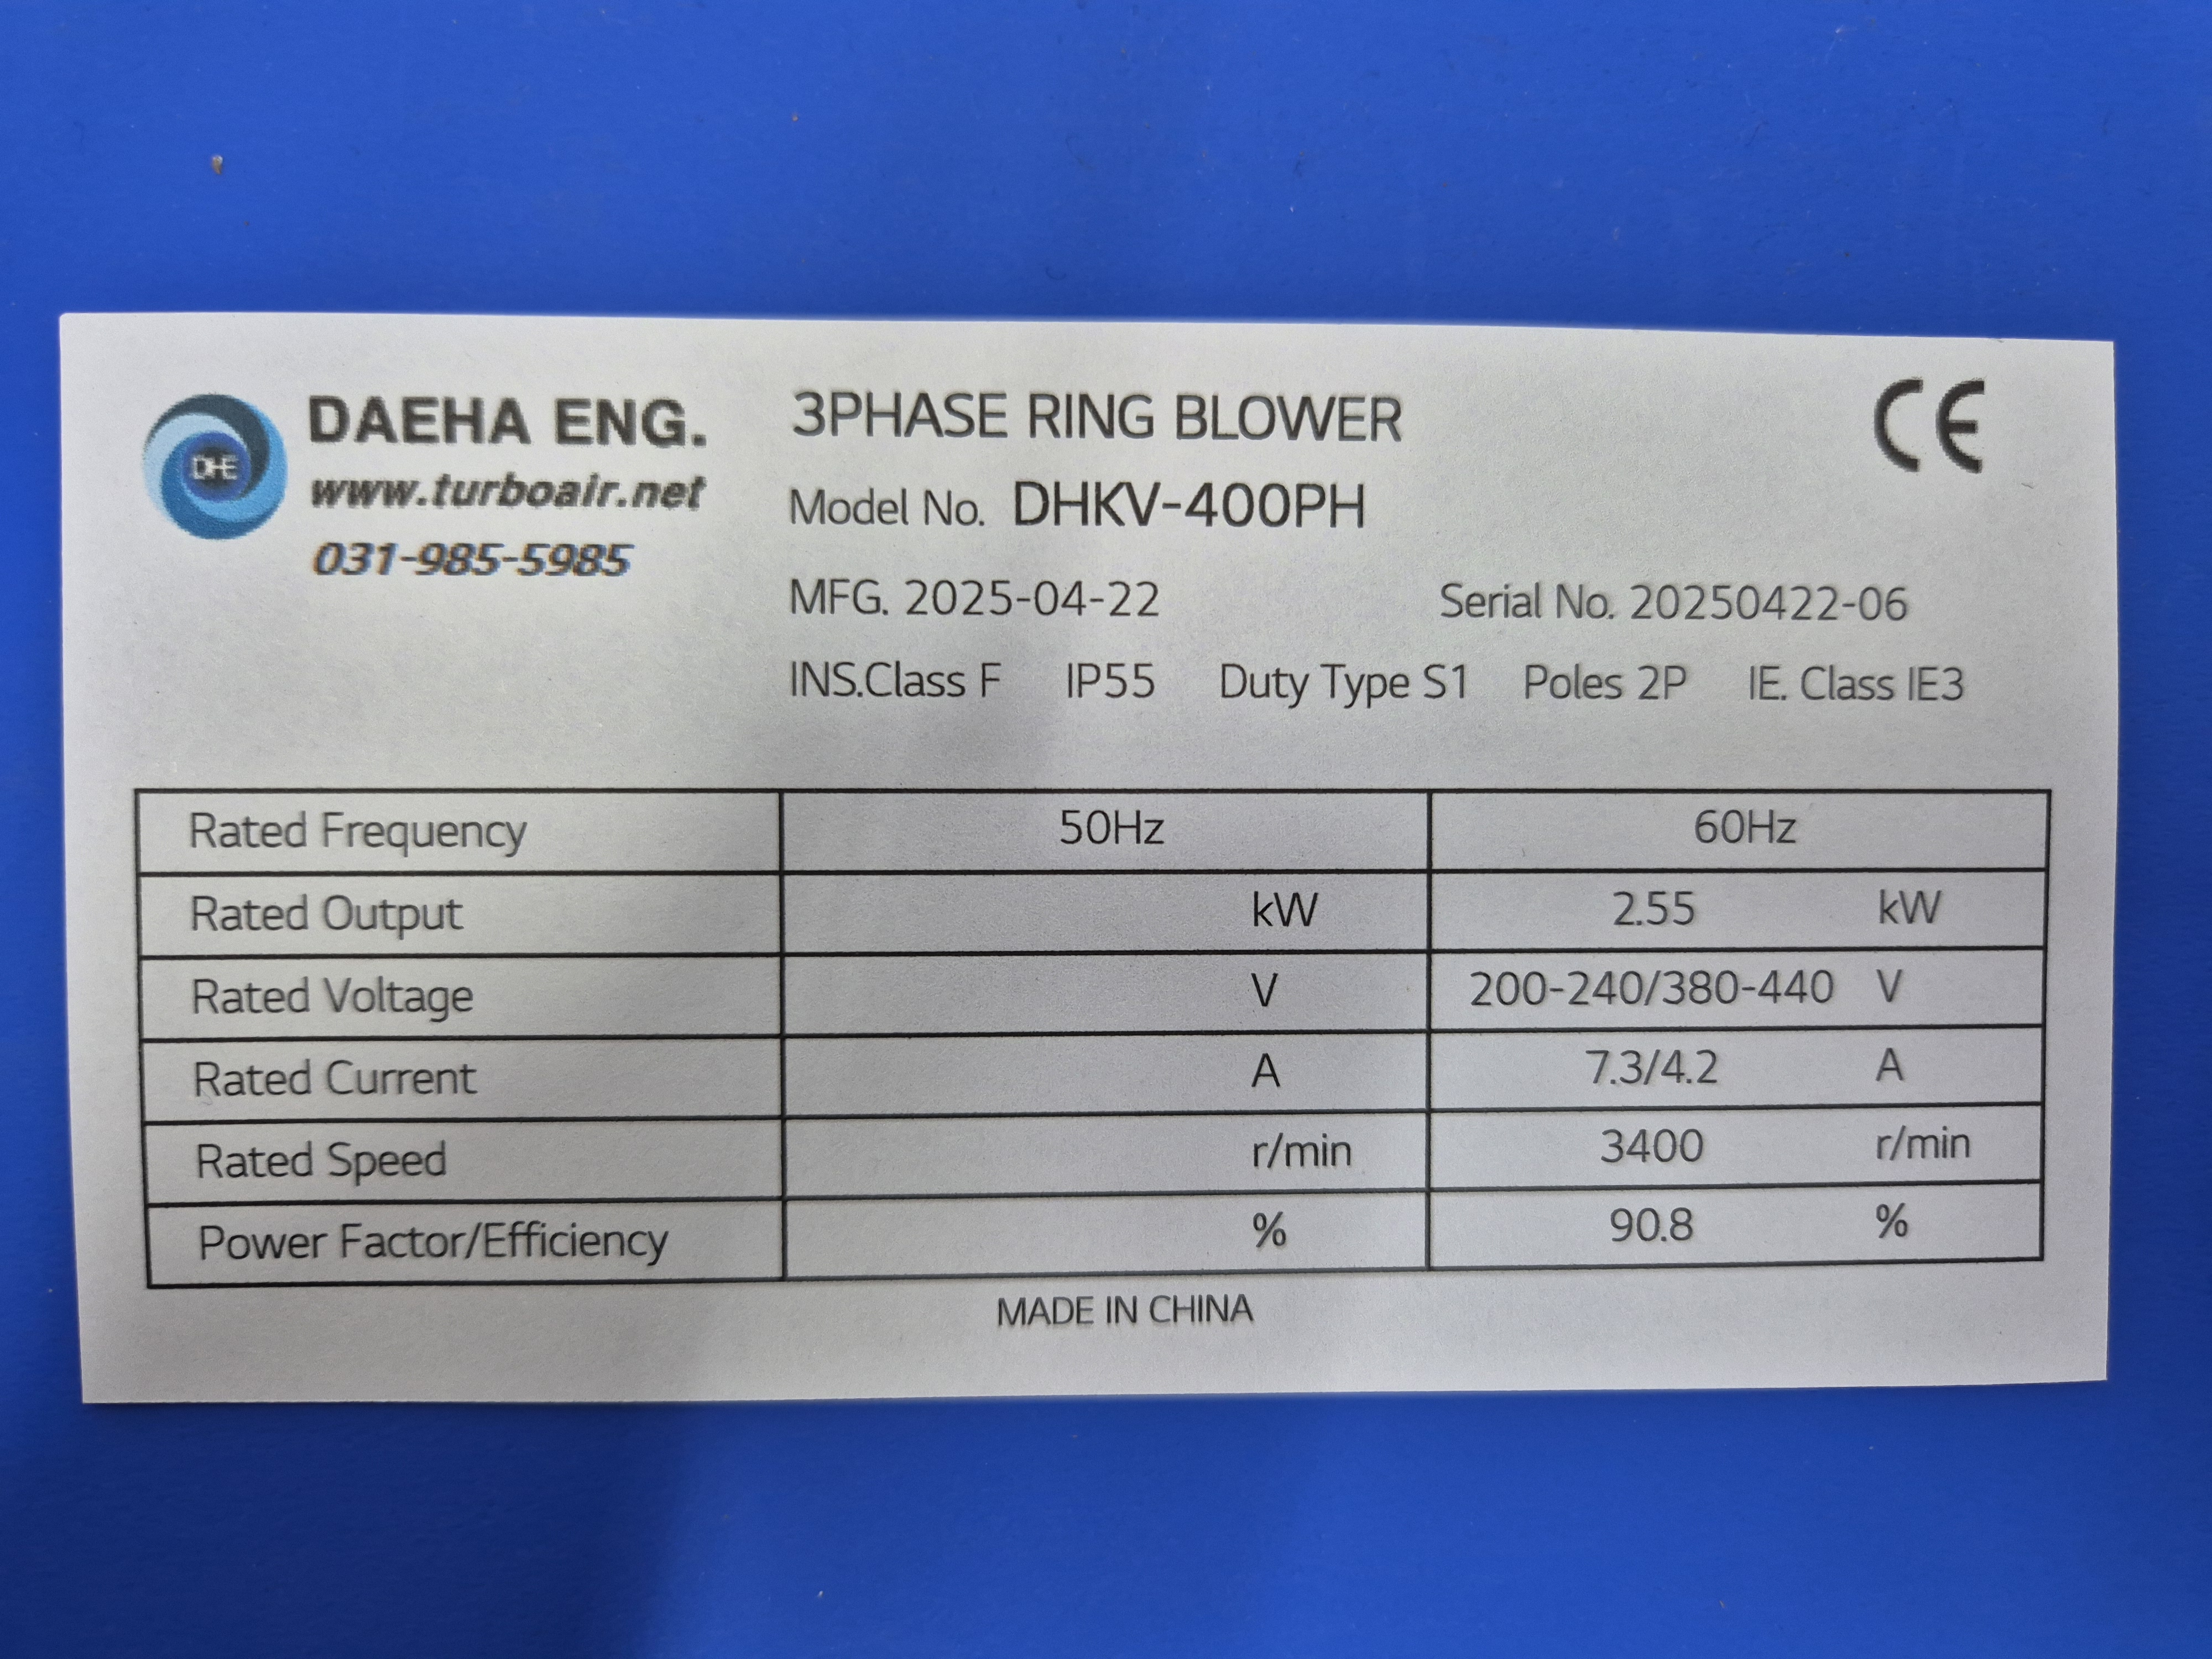 DAEHA ENG.
www.turboair.net
031-985-5985
DHE
3PHASE RING BLOWER
CE
Model No. DHKV-400PH
MFG. 2025-04-22 Serial No. 20250422-06
INS.Class F IP55 Duty Type S1 Poles 2P IE. Class IE3
Rated Frequency 50Hz 60Hz
Rated Output kW 2.55 kW
Rated Voltage V 200-240/380-440 V
Rated Current A 7.3/4.2 A
Rated Speed r/min 3400 r/min
Power Factor/Efficiency % 90.8 %
MADE IN CHINA